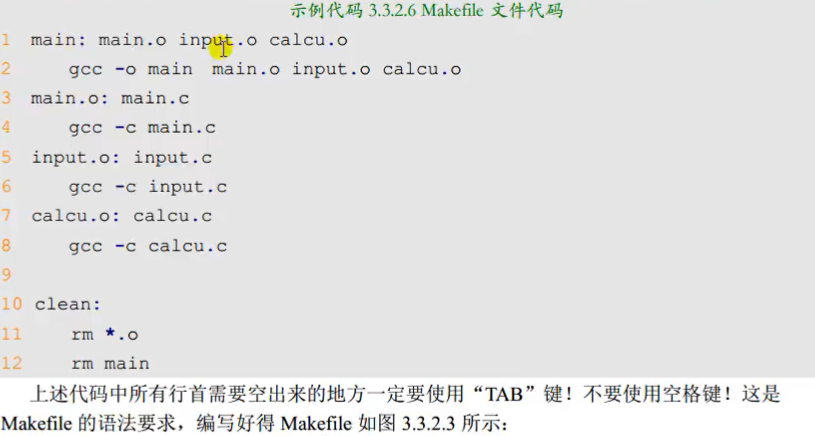 示例代码 3.3.2.6 Makefile 文件代码
1 main: main.o input.o calcu.o
2 gcc -o main main.o input.o calcu.o
3 main.o: main.c
4 gcc -c main.c
5 input.o: input.c
6 gcc -c input.c
7 calcu.o: calcu.c
8 gcc -c calcu.c
9
10 clean:
11 rm *.o
12 rm main
上述代码中所有行首需要空出来的地方一定要使用“TAB”键！不要使用空格键！这是
Makefile 的语法要求，编写好得 Makefile 如图 3.3.2.3 所示：